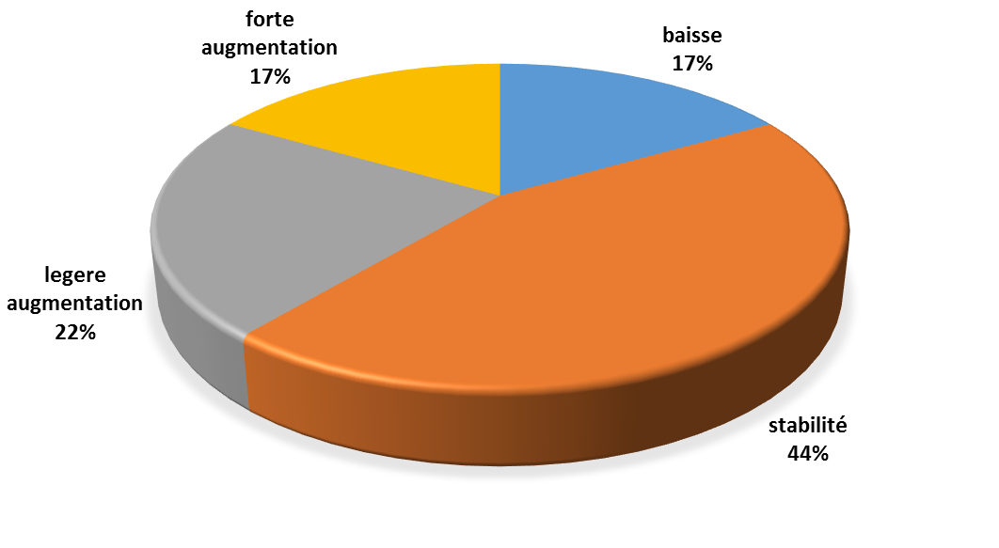 forte
augmentation
17%
baisse
17%
legere
augmentation
22%
stabilité
44%